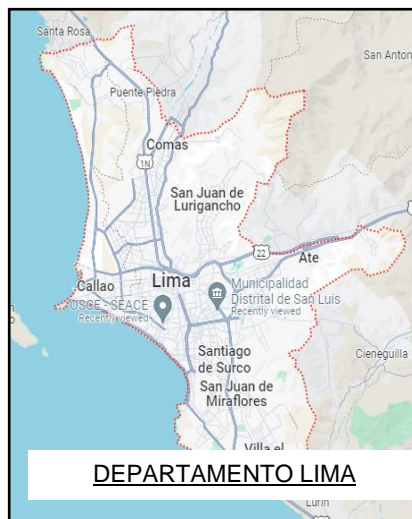 Santa Rosa
San Anton
Puente Piedra
Comas
1N
San Juan de
Lurigancho
22
Ate
Callao
Lima
Municipalidad
Distrital de San Luis
Recently viewed
OSCE - SEACE
Recently viewed
Cieneguilla
Santiago
de Surco
San Juan de
Miraflores
Villa el
DEPARTAMENTO LIMA
Lurin